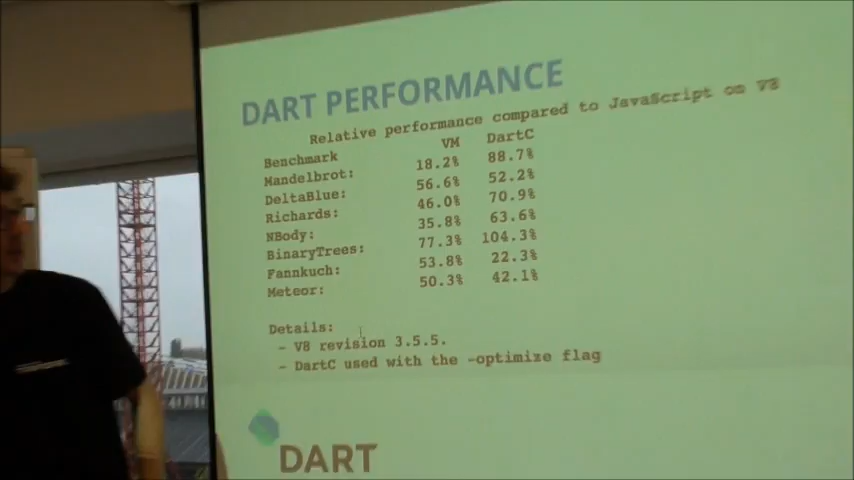 DART PERFORMANCE
Relative performance compared to JavaScript on V8
Benchmark VM DartC
Mandelbrot: 18.2% 88.7%
DeltaBlue: 56.6% 52.2%
Richards: 46.0% 70.9%
NBody: 35.8% 63.6%
BinaryTrees: 77.3% 104.3%
Fannkuch: 53.8% 22.3%
Meteor: 50.3% 42.1%
Details:
- V8 revision 3.5.5.
- DartC used with the -optimize flag
DART